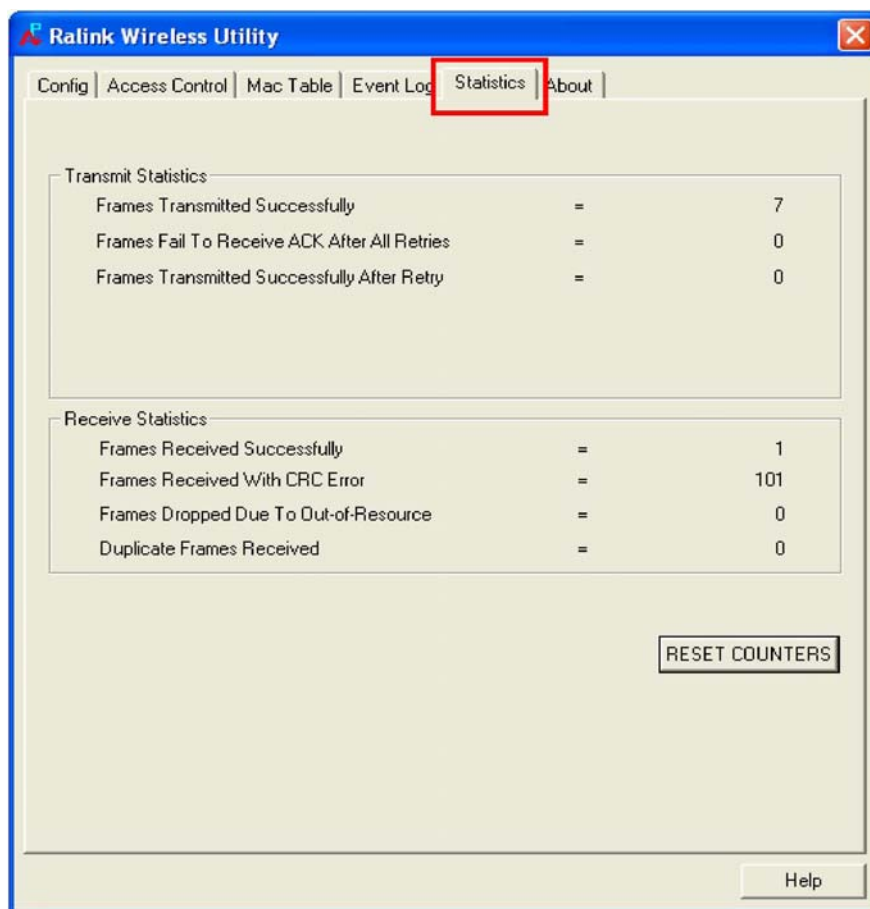 Ralink Wireless Utility
Config Access Control Mac Table Event Log Statistics About
Transmit Statistics
Frames Transmitted Successfully = 7
Frames Fail To Receive ACK After All Retries = 0
Frames Transmitted Successfully After Retry = 0
Receive Statistics
Frames Received Successfully = 1
Frames Received With CRC Error = 101
Frames Dropped Due To Out-of-Resource = 0
Duplicate Frames Received = 0
RESET COUNTERS
Help